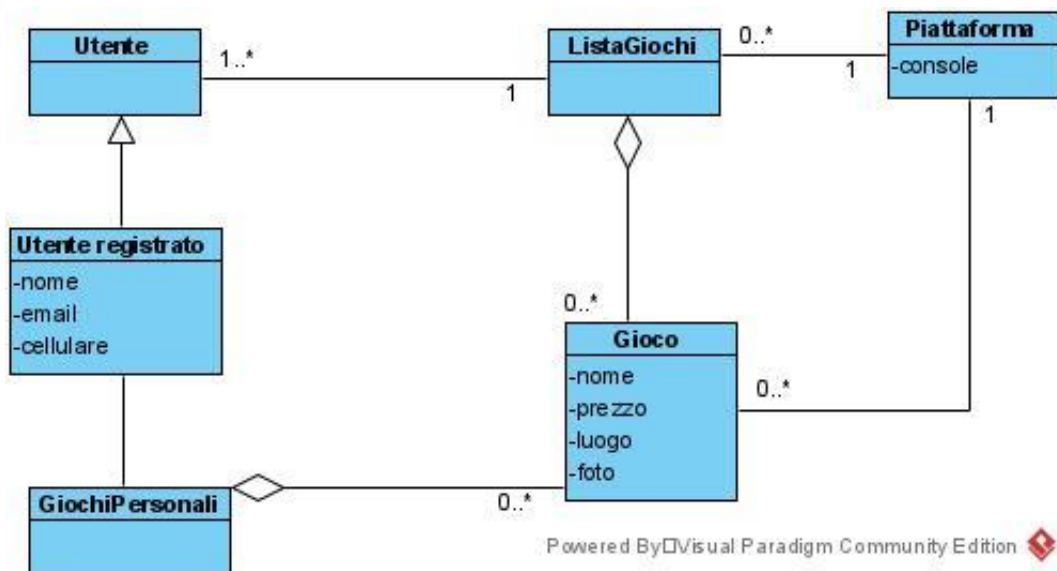 Utente
1..*
1
ListaGiochi
0..*
1
Piattaforma
-console
1
Utente registrato
-nome
-email
-cellulare
0..*
Gioco
-nome
-prezzo
-luogo
-foto
0..*
GiochiPersonali
0..*
Powered By□Visual Paradigm Community Edition